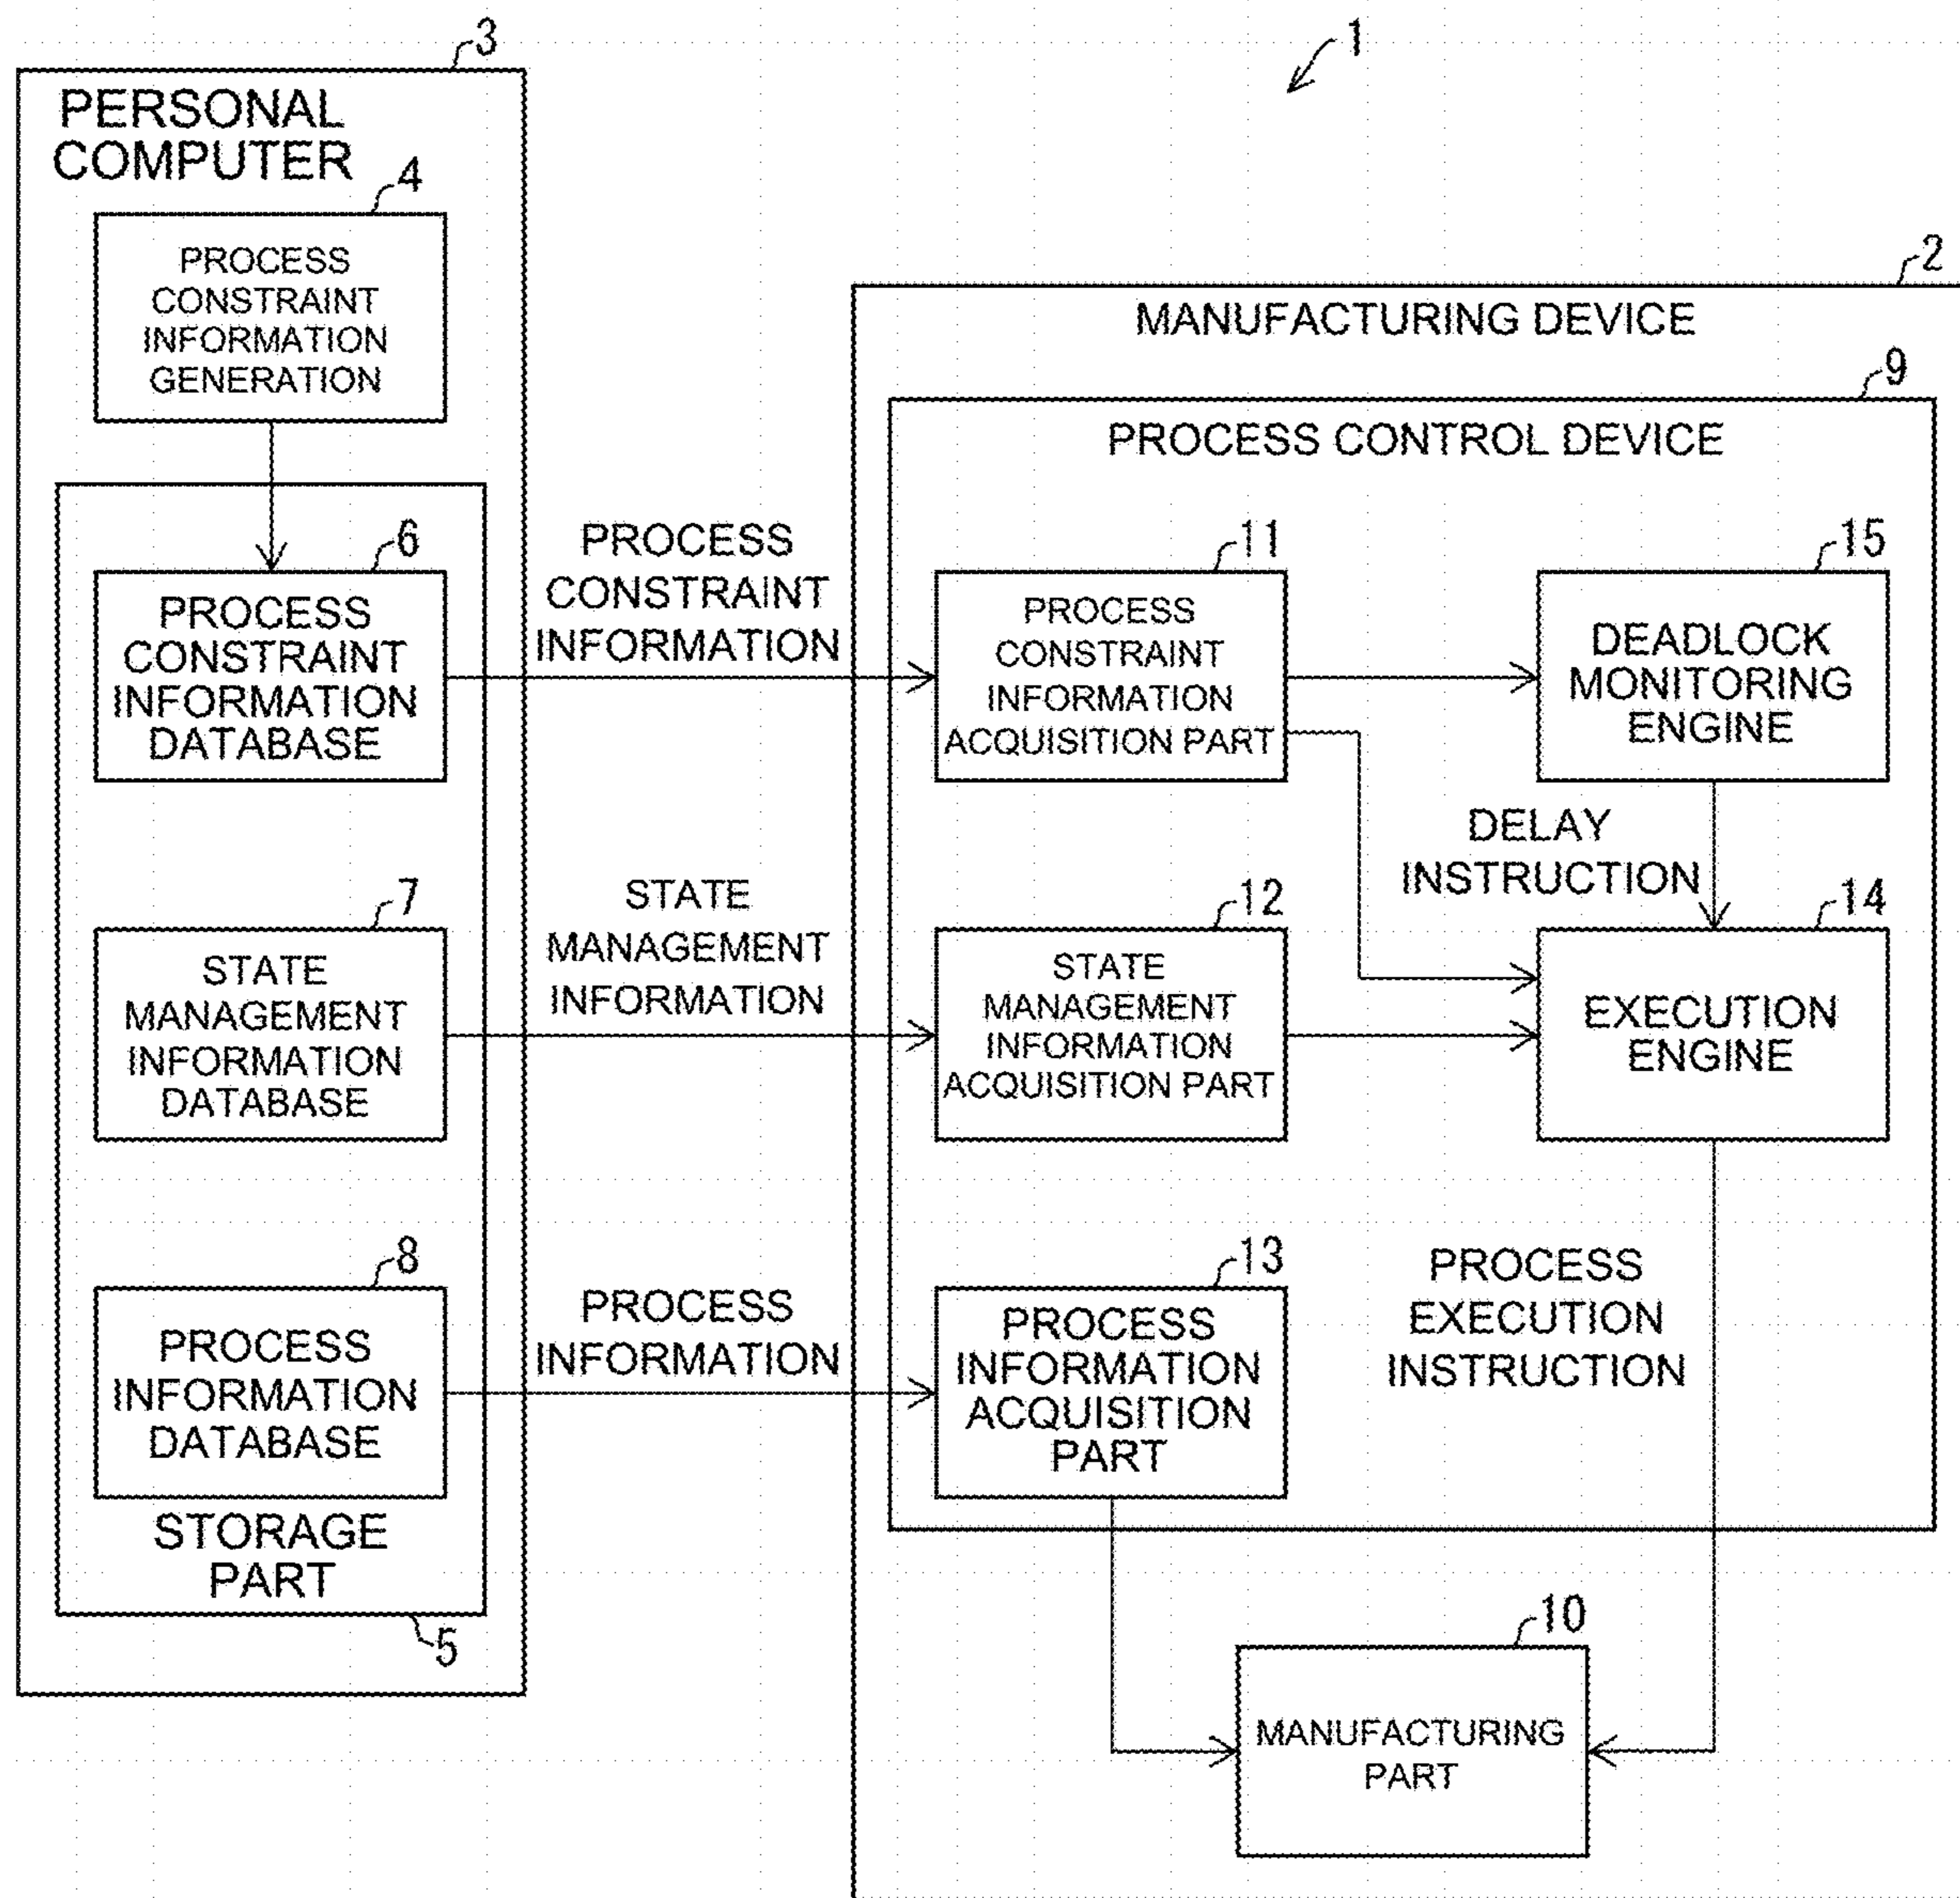 1
3
PERSONAL
COMPUTER
4
PROCESS
CONSTRAINT
INFORMATION
GENERATION
6
PROCESS
CONSTRAINT
INFORMATION
DATABASE
7
STATE
MANAGEMENT
INFORMATION
DATABASE
8
PROCESS
INFORMATION
DATABASE
STORAGE
PART
5
PROCESS
CONSTRAINT
INFORMATION
STATE
MANAGEMENT
INFORMATION
PROCESS
INFORMATION
2
MANUFACTURING DEVICE
9
PROCESS CONTROL DEVICE
11
PROCESS
CONSTRAINT
INFORMATION
ACQUISITION PART
15
DEADLOCK
MONITORING
ENGINE
DELAY
INSTRUCTION
12
STATE
MANAGEMENT
INFORMATION
ACQUISITION PART
14
EXECUTION
ENGINE
13
PROCESS
INFORMATION
ACQUISITION
PART
PROCESS
EXECUTION
INSTRUCTION
10
MANUFACTURING
PART